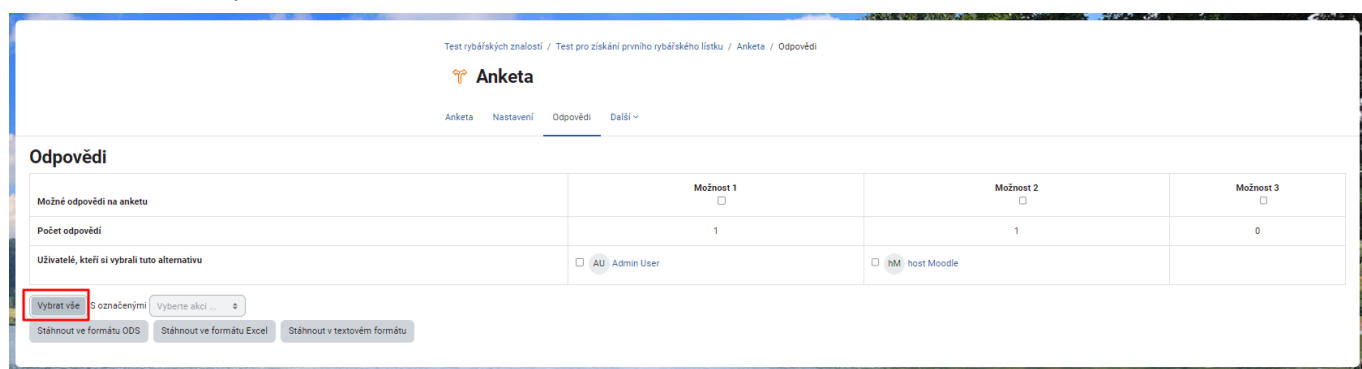 Test rybářských znalostí / Test pro získání prvního rybářského lístku / Anketa / Odpovědi
Anketa
Anketa Nastavení Odpovědi Další
Odpovědi
Možné odpovědi na anketu Možnost 1 Možnost 2 Možnost 3
Počet odpovědí 1 1 0
Uživatelé, kteří si vybrali tuto alternativu AU Admin User hM host Moodle
Vybrat vše S označenými Vyberte akci ...
Stáhnout ve formátu ODS Stáhnout ve formátu Excel Stáhnout v textovém formátu